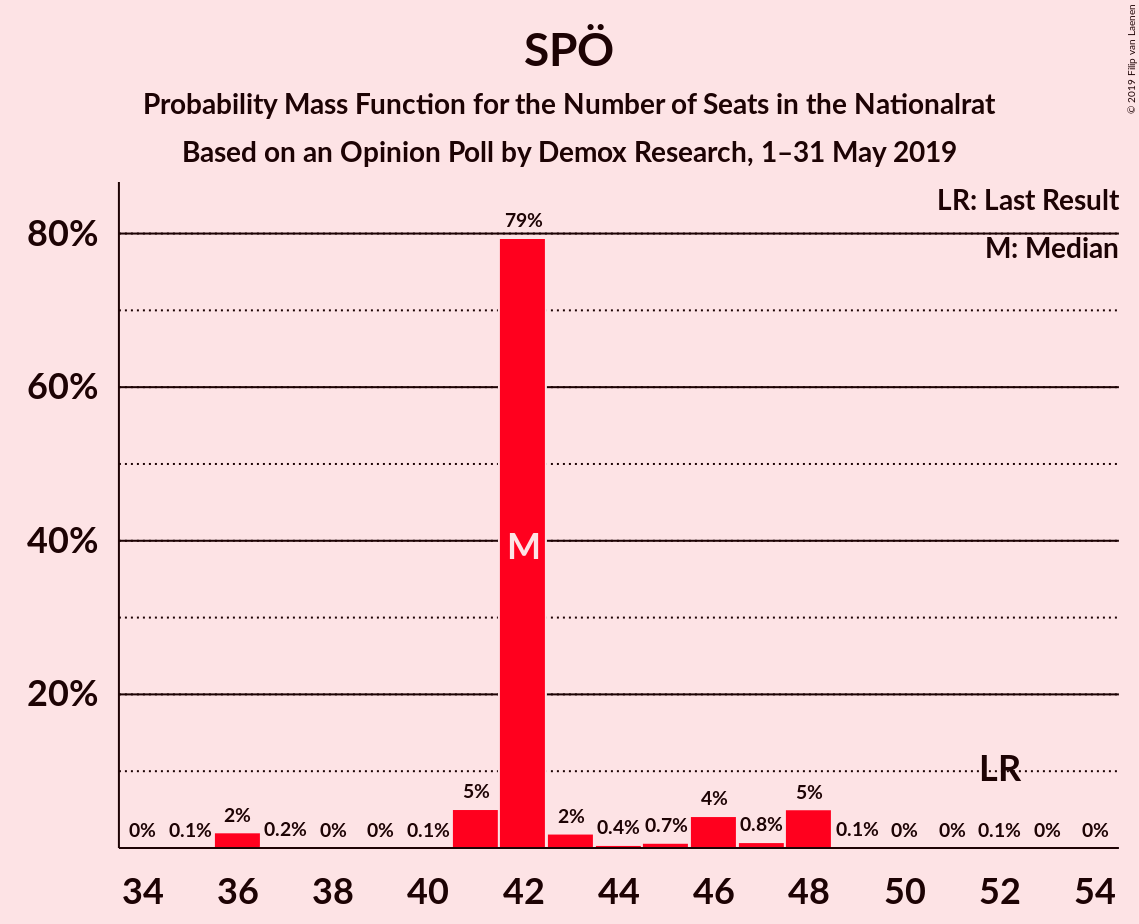 SPÖ
Probability Mass Function for the Number of Seats in the Nationalrat
Based on an Opinion Poll by Demox Research, 1–31 May 2019
© 2019 Filip van Laenen
LR: Last Result
M: Median
80%
60%
40%
20%
0% 0.1% 2% 0.2% 0% 0% 0.1% 5% 79% 2% 0.4% 0.7% 4% 0.8% 5% 0.1% 0% 0% 0.1% 0% 0%
M
LR
34 36 38 40 42 44 46 48 50 52 54